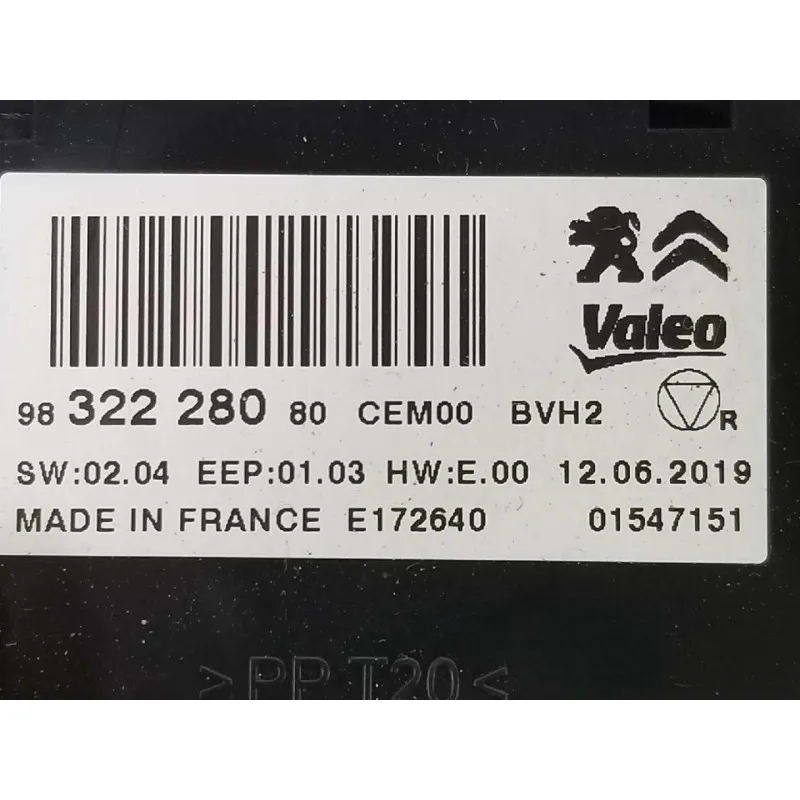 Valeo
98 322 280 80 CEM00 BVH2 R
SW:02.04 EEP:01.03 HW:E.00 12.06.2019
MADE IN FRANCE E172640 01547151
>PP T20<